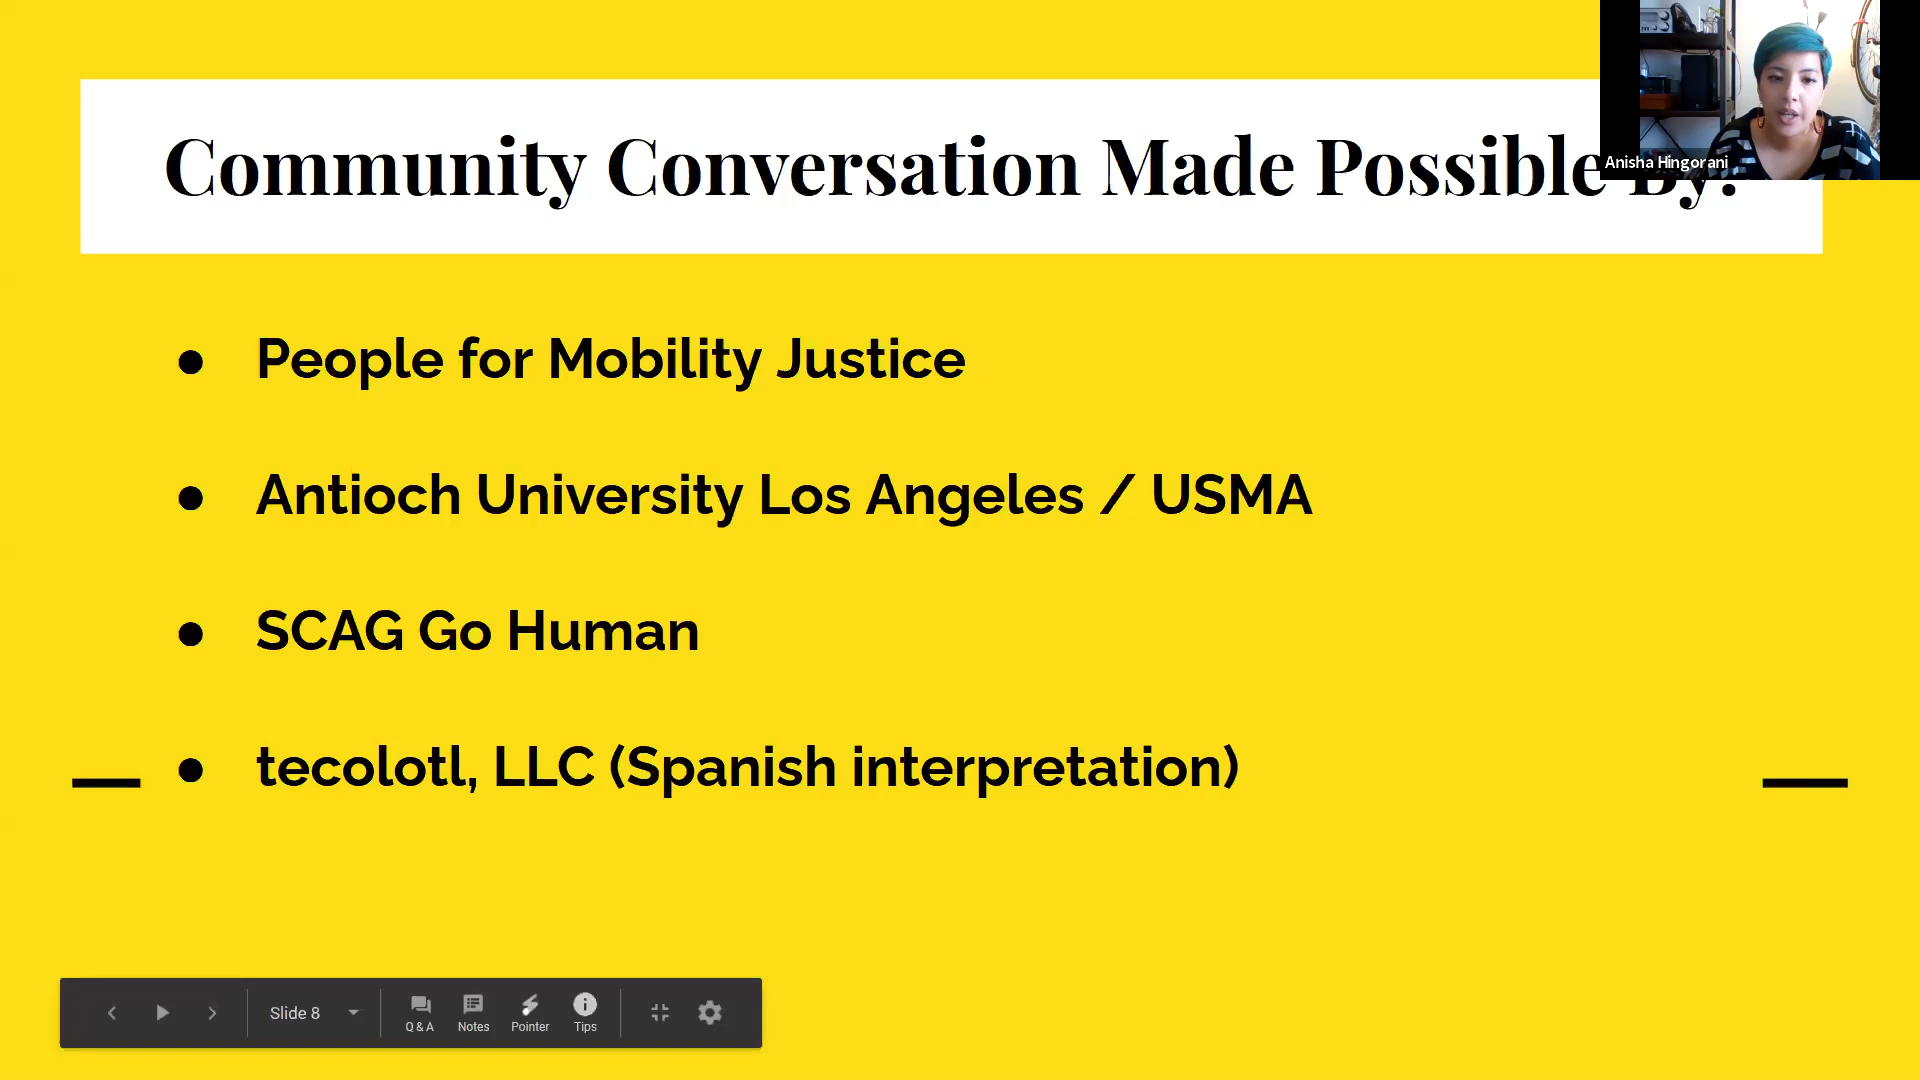 Community Conversation Made Possible By:
Anisha Hingorani
● People for Mobility Justice
● Antioch University Los Angeles / USMA
● SCAG Go Human
● tecolotl, LLC (Spanish interpretation)
Slide 8
Q & A
Notes
Pointer
Tips